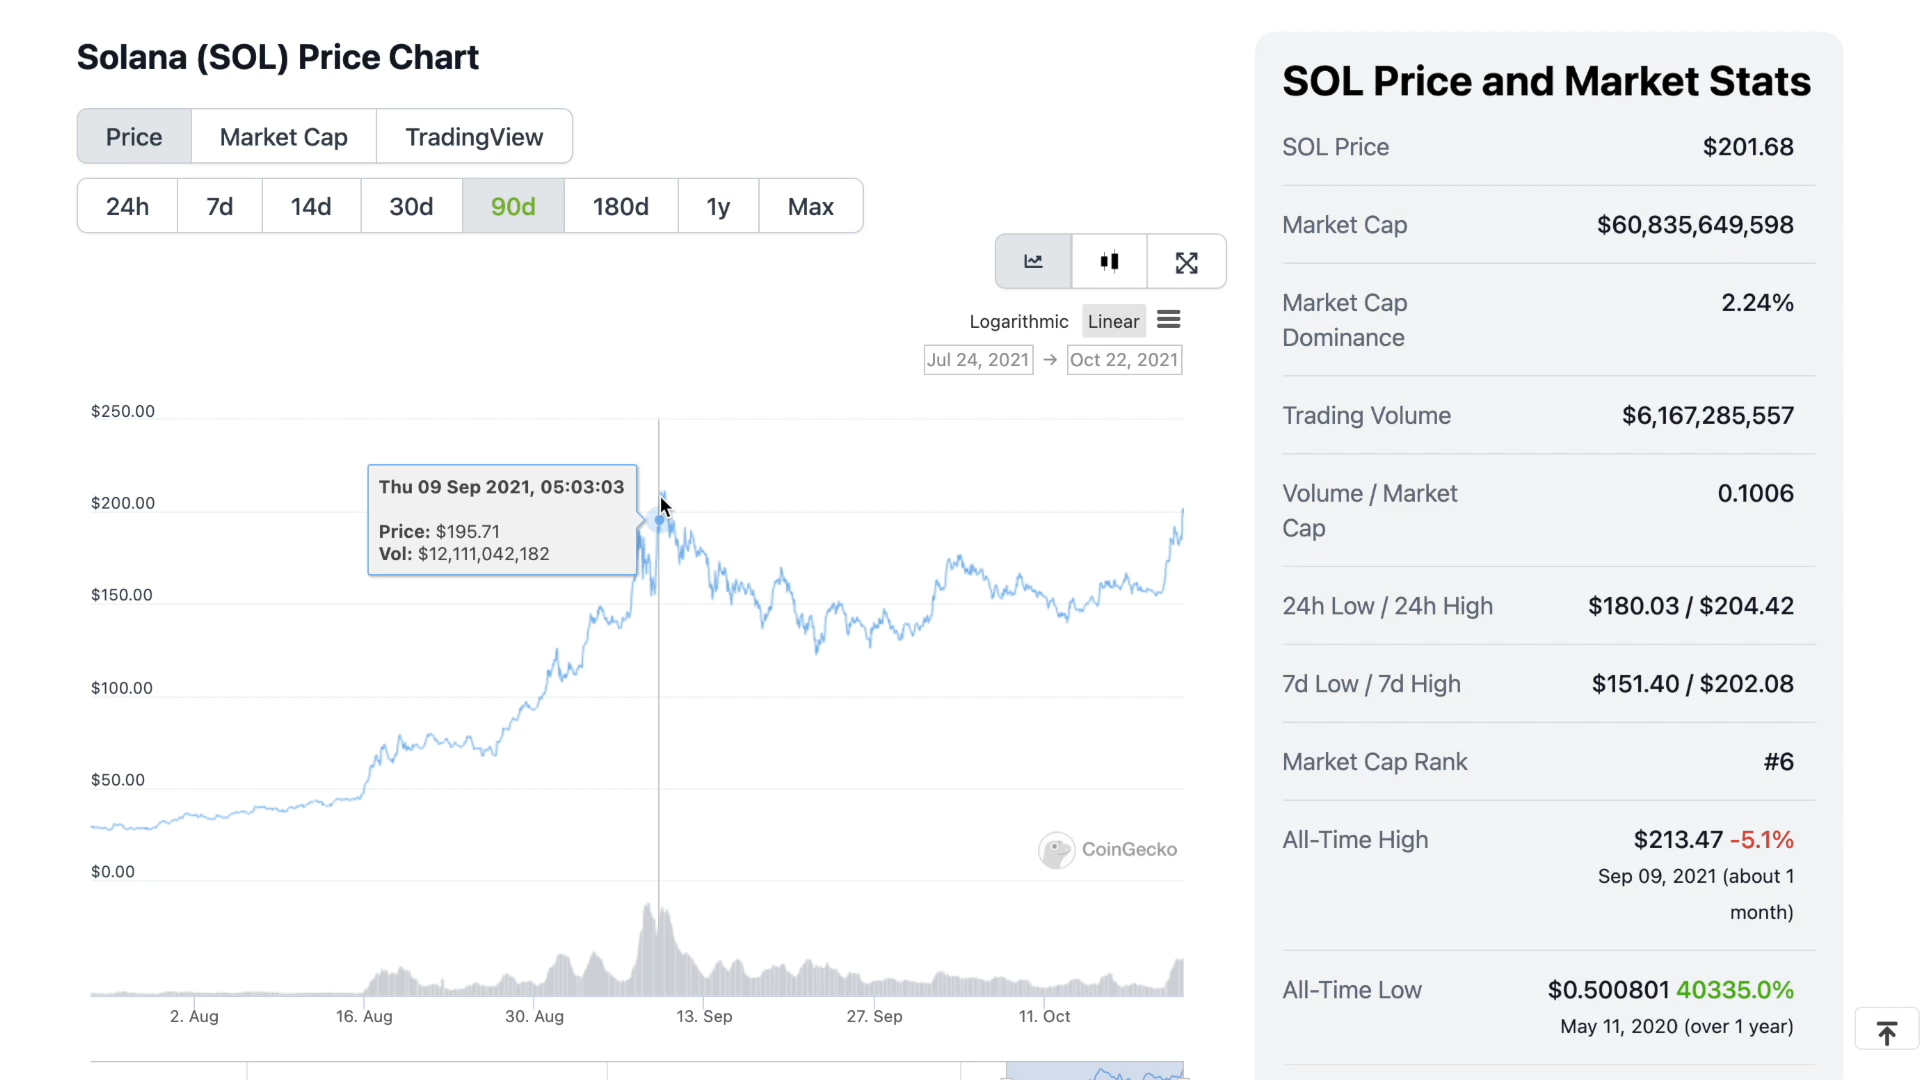 Solana (SOL) Price Chart
Price
Market Cap
TradingView
24h
7d
14d
30d
90d
180d
1y
Max
Logarithmic
Linear
Jul 24, 2021
→
Oct 22, 2021
$250.00
$200.00
$150.00
$100.00
$50.00
$0.00
Thu 09 Sep 2021, 05:03:03
Price: $195.71
Vol: $12,111,042,182
CoinGecko
2. Aug
16. Aug
30. Aug
13. Sep
27. Sep
11. Oct
SOL Price and Market Stats
SOL Price
$201.68
Market Cap
$60,835,649,598
Market Cap
Dominance
2.24%
Trading Volume
$6,167,285,557
Volume / Market
Cap
0.1006
24h Low / 24h High
$180.03 / $204.42
7d Low / 7d High
$151.40 / $202.08
Market Cap Rank
#6
All-Time High
$213.47 -5.1%
Sep 09, 2021 (about 1
month)
All-Time Low
$0.500801 40335.0%
May 11, 2020 (over 1 year)